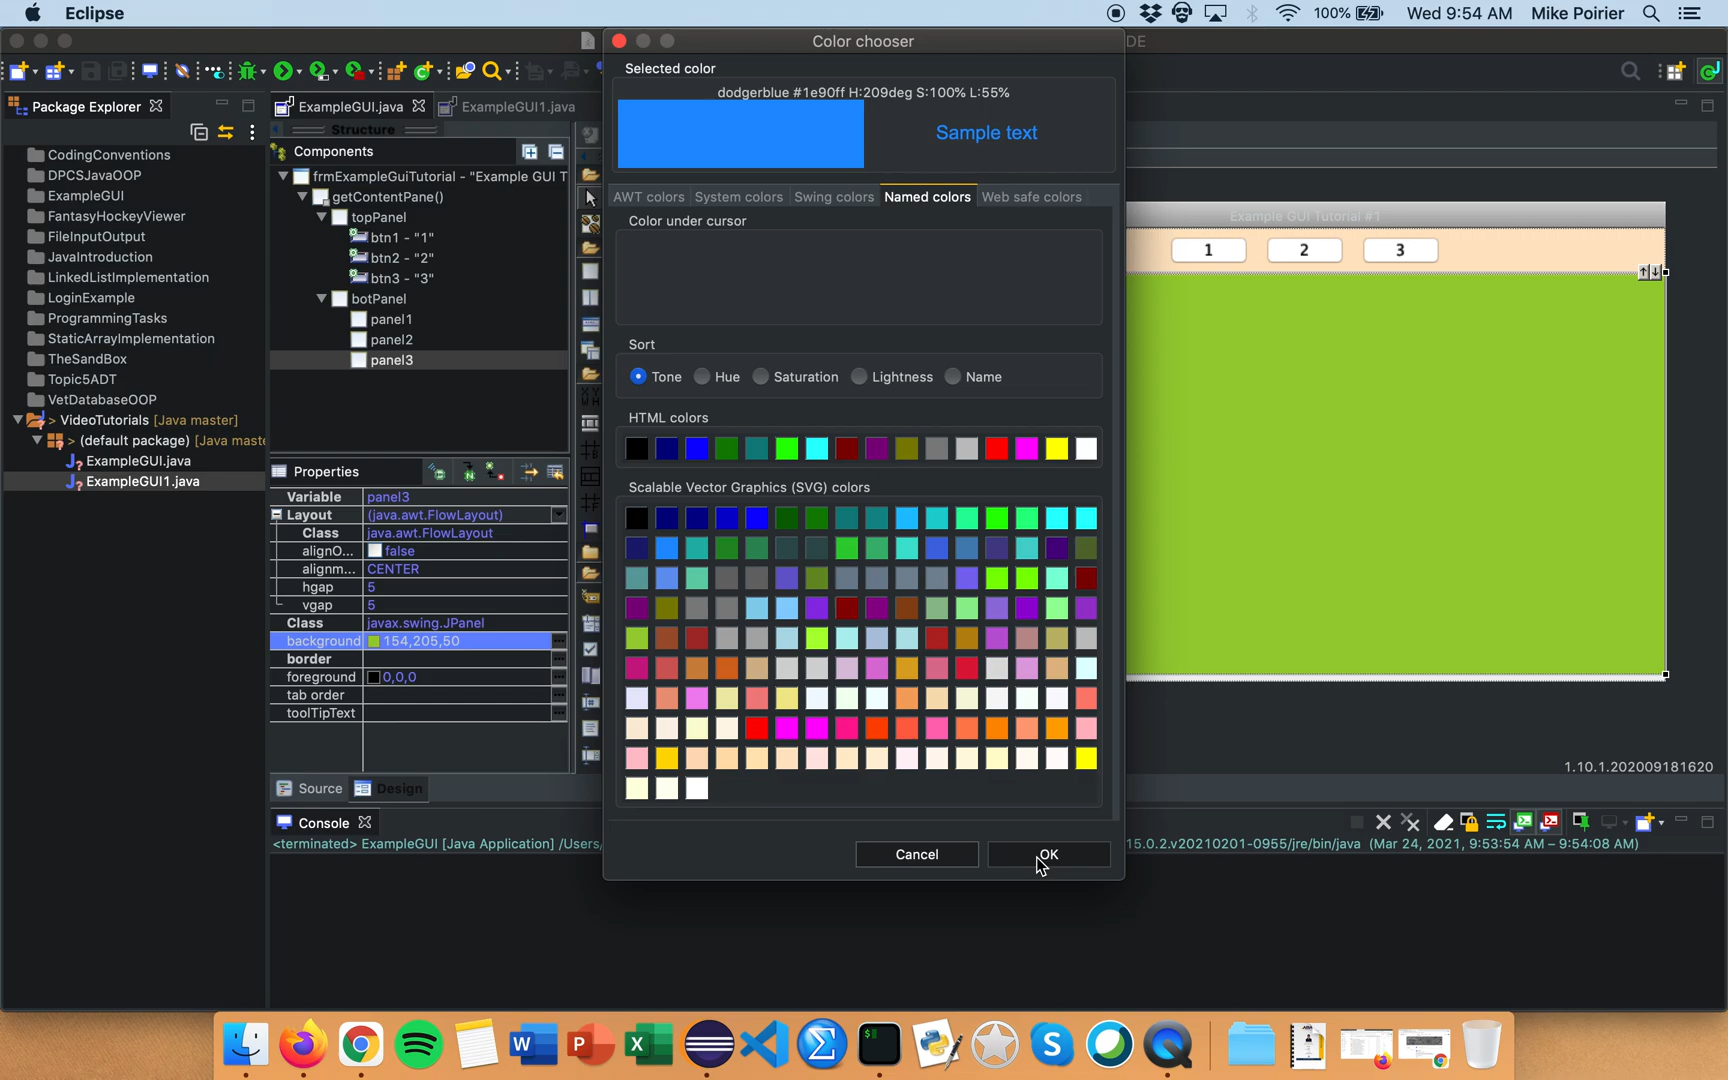 Eclipse
100%
Wed 9:54 AM
Mike Poirier
Color chooser
DE
Package Explorer
ExampleGUI.java
ExampleGUI1.java
Structure
Components
CodingConventions
DPCSJavaOOP
ExampleGUI
FantasyHockeyViewer
FileInputOutput
JavaIntroduction
LinkedListImplementation
LoginExample
ProgrammingTasks
StaticArrayImplementation
TheSandBox
Topic5ADT
VetDatabaseOOP
> VideoTutorials [Java master]
> (default package) [Java maste
ExampleGUI.java
ExampleGUI1.java
frmExampleGuiTutorial - "Example GUI T
getContentPane()
topPanel
btn1 - "1"
btn2 - "2"
btn3 - "3"
botPanel
panel1
panel2
panel3
Properties
Variable panel3
Layout (java.awt.FlowLayout)
Class java.awt.FlowLayout
alignO... false
alignm... CENTER
hgap 5
vgap 5
Class javax.swing.JPanel
background 154,205,50
border
foreground 0,0,0
tab order
toolTipText
Source
Design
Selected color
dodgerblue #1e90ff H:209deg S:100% L:55%
Sample text
AWT colors
System colors
Swing colors
Named colors
Web safe colors
Color under cursor
Sort
Tone
Hue
Saturation
Lightness
Name
HTML colors
Scalable Vector Graphics (SVG) colors
Cancel
OK
Example GUI Tutorial #1
1
2
3
1.10.1.202009181620
Console
<terminated> ExampleGUI [Java Application] /Users/
15.0.2.v20210201-0955/jre/bin/java (Mar 24, 2021, 9:53:54 AM – 9:54:08 AM)